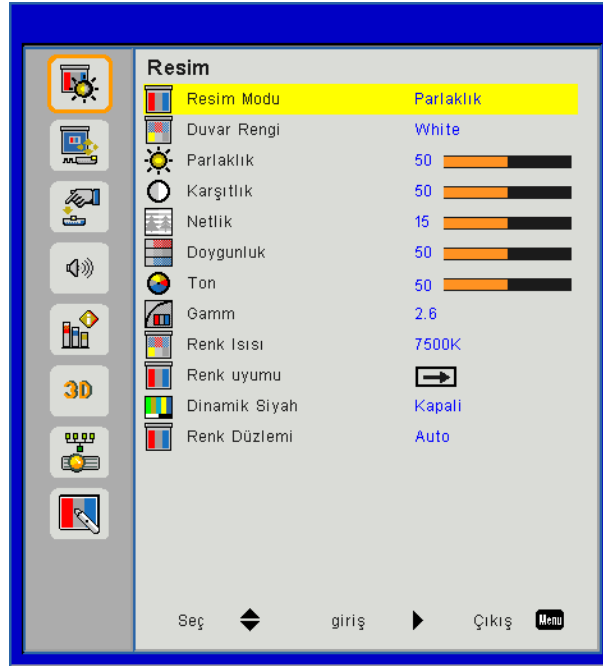 Resim
Resim Modu Parlaklık
Duvar Rengi White
Parlaklık 50
Karşıtlık 50
Netlik 15
Doygunluk 50
Ton 50
Gamm 2.6
Renk Isısı 7500K
Renk uyumu
Dinamik Siyah Kapali
3D
Renk Düzlemi Auto
Seç giriş Çıkış Menu